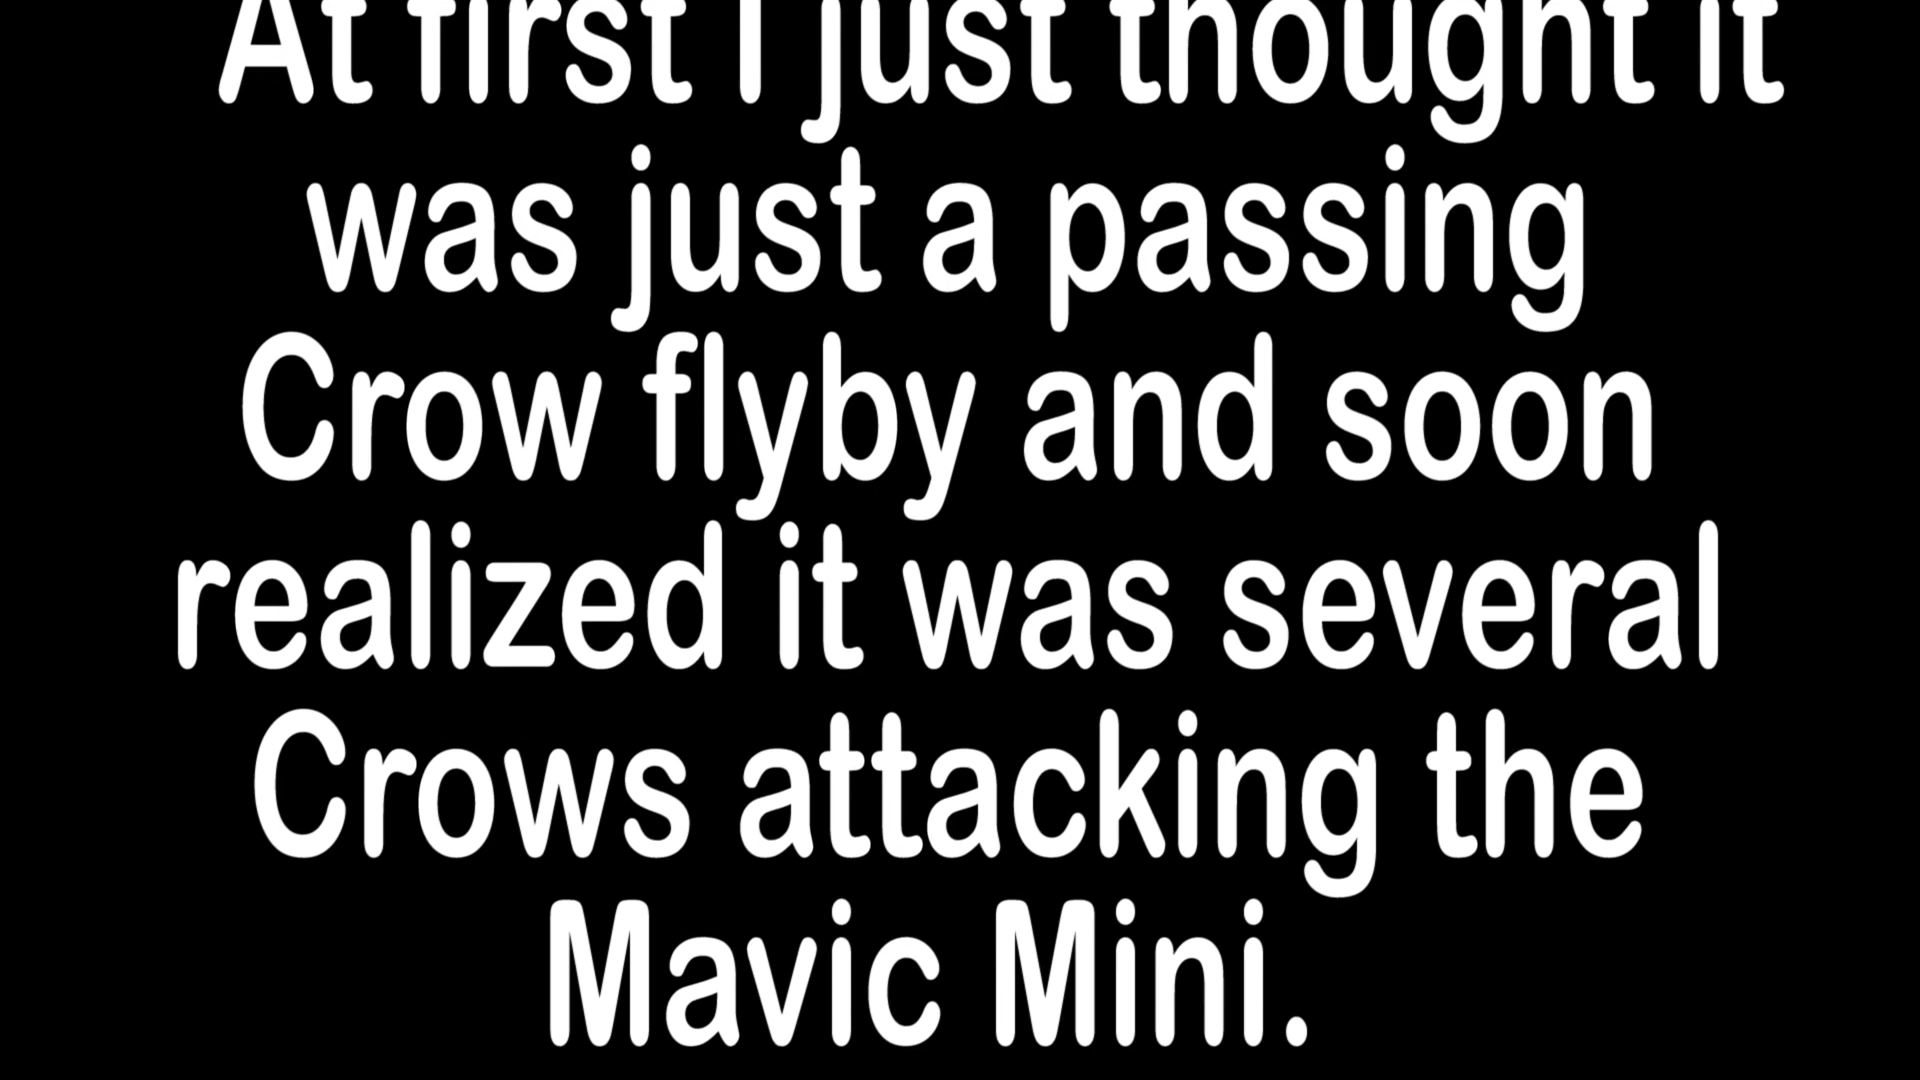 At first I just thought it
was just a passing
Crow flyby and soon
realized it was several
Crows attacking the
Mavic Mini.